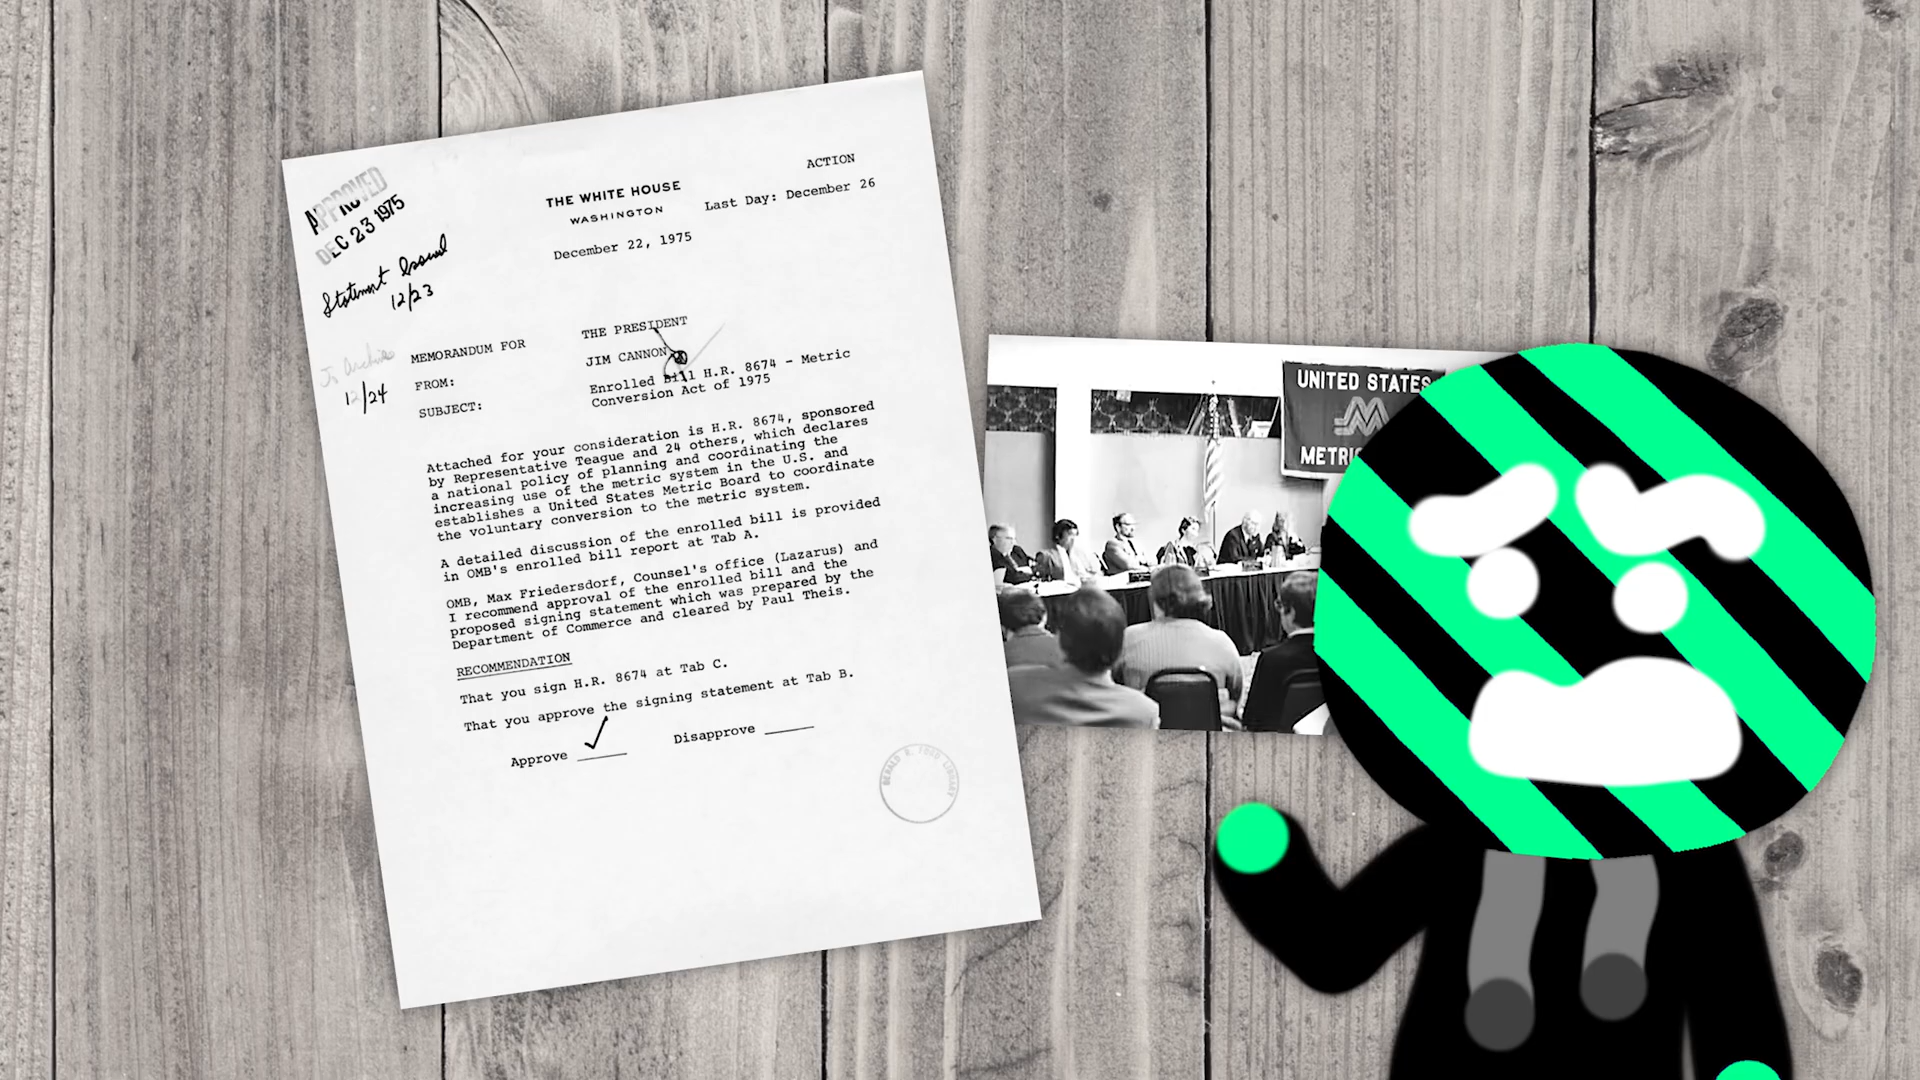 APPROVED
DEC 23 1975
Statement Issued
12/23
12/24
ACTION
THE WHITE HOUSE
WASHINGTON
Last Day: December 26
December 22, 1975
MEMORANDUM FOR THE PRESIDENT
FROM: JIM CANNON
SUBJECT: Enrolled Bill H.R. 8674 - Metric
Conversion Act of 1975
Attached for your consideration is H.R. 8674, sponsored
by Representative Teague and 24 others, which declares
a national policy of planning and coordinating the
increasing use of the metric system in the U.S. and
establishes a United States Metric Board to coordinate
the voluntary conversion to the metric system.
A detailed discussion of the enrolled bill is provided
in OMB's enrolled bill report at Tab A.
OMB, Max Friedersdorf, Counsel's office (Lazarus) and
I recommend approval of the enrolled bill and the
proposed signing statement which was prepared by the
Department of Commerce and cleared by Paul Theis.
RECOMMENDATION
That you sign H.R. 8674 at Tab C.
That you approve the signing statement at Tab B.
Approve Disapprove
GERALD R. FORD LIBRARY
UNITED STATES
METRIC